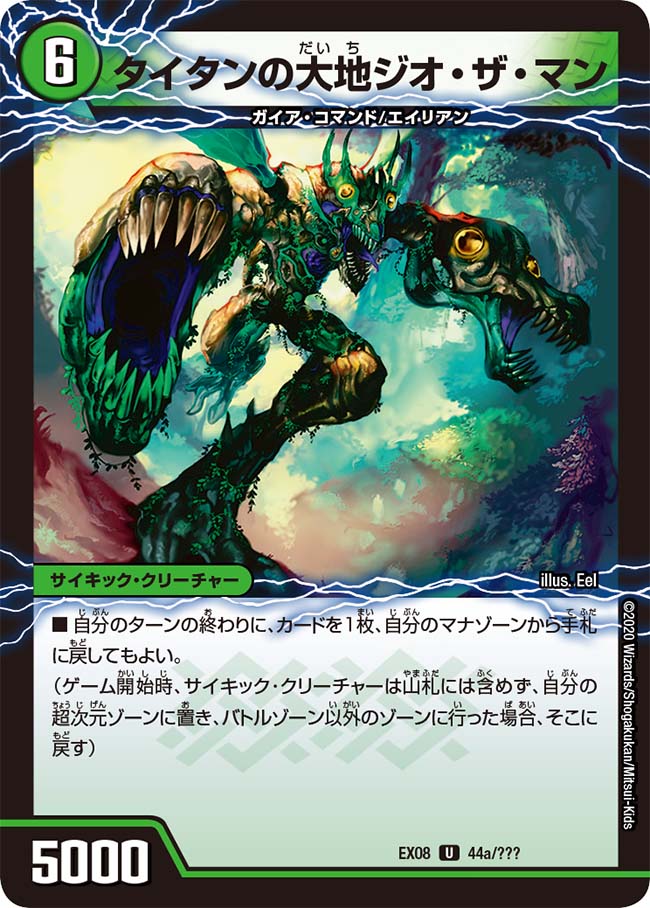 6
タイタンの大地ジオ・ザ・マン
だいち
ガイア・コマンド/エイリアン
サイキック・クリーチャー
illus. Eel
■自分のターンの終わりに、カードを1枚、自分のマナゾーンから手札
に戻してもよい。
(ゲーム開始時、サイキック・クリーチャーは山札には含めず、自分の
超次元ゾーンに置き、バトルゾーン以外のゾーンに行った場合、そこに
戻す)
©2020 Wizards/Shogakukan/Mitsui-Kids
5000
EX08 U 44a/???